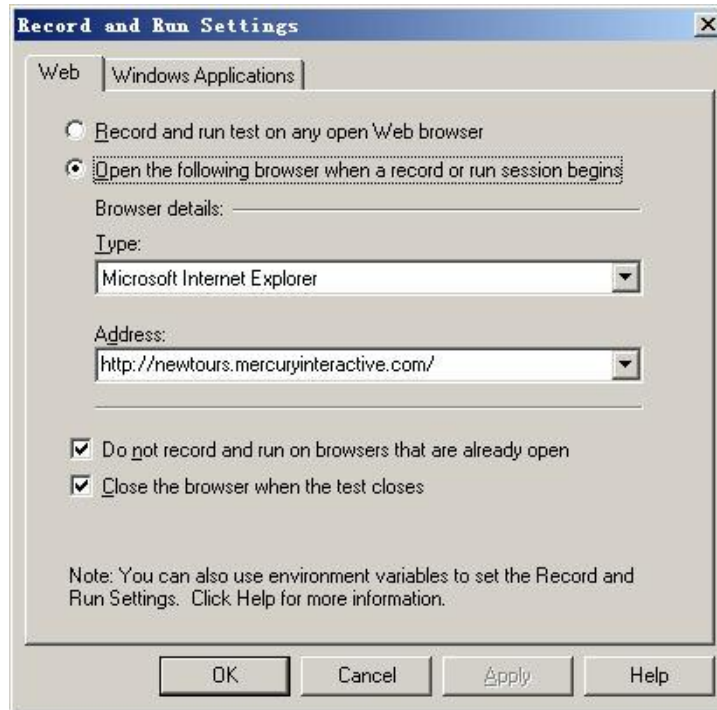 Record and Run Settings
Web
Windows Applications
Record and run test on any open Web browser
Open the following browser when a record or run session begins
Browser details:
Type:
Microsoft Internet Explorer
Address:
http://newtours.mercuryinteractive.com/
Do not record and run on browsers that are already open
Close the browser when the test closes
Note: You can also use environment variables to set the Record and
Run Settings.  Click Help for more information.
OK
Cancel
Apply
Help